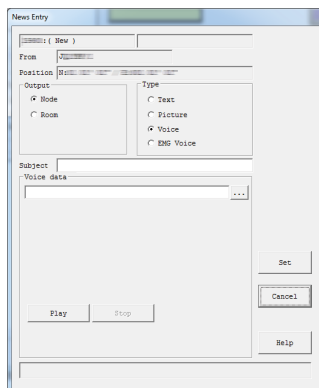 News Entry
:( New )
From J
Position N:
Output
Node
Room
Type
Text
Picture
Voice
EMG Voice
Subject
Voice data
...
Set
Cancel
Play Stop
Help